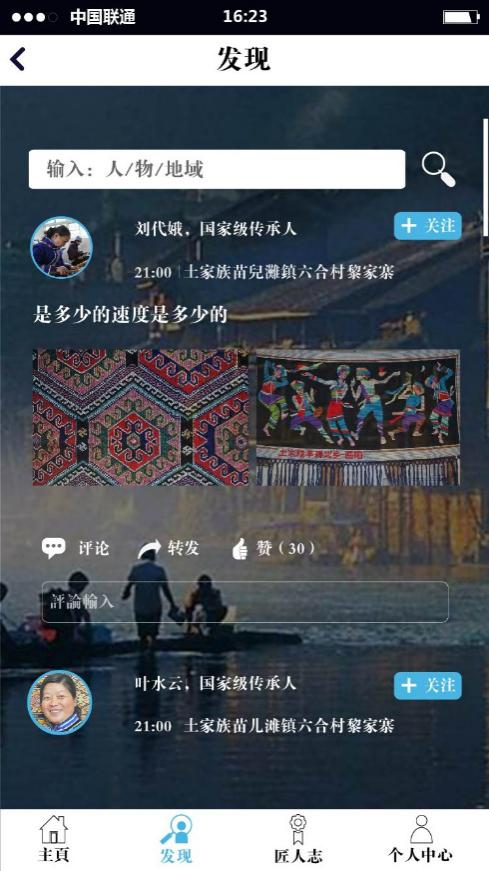 中国联通 16:23
发现
输入：人/物/地域
刘代娥，国家级传承人
+ 关注
21:00 |土家族苗兒灘鎮六合村黎家寨
是多少的速度是多少的
评论 转发 赞（30）
評論輸入
叶水云，国家级传承人
+ 关注
21:00 土家族苗儿滩镇六合村黎家寨
主頁 发现 匠人志 个人中心